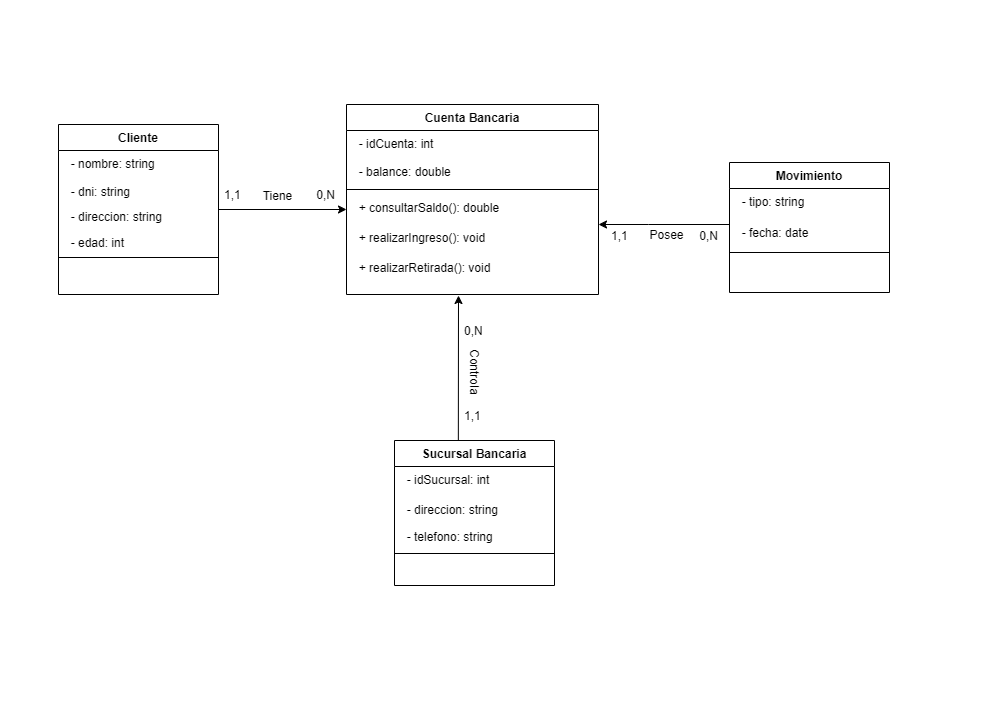 Cliente
- nombre: string
- dni: string
- direccion: string
- edad: int
1,1 Tiene 0,N
Cuenta Bancaria
- idCuenta: int
- balance: double
+ consultarSaldo(): double
+ realizarIngreso(): void
+ realizarRetirada(): void
1,1 Posee 0,N
Movimiento
- tipo: string
- fecha: date
0,N
Controla
1,1
Sucursal Bancaria
- idSucursal: int
- direccion: string
- telefono: string